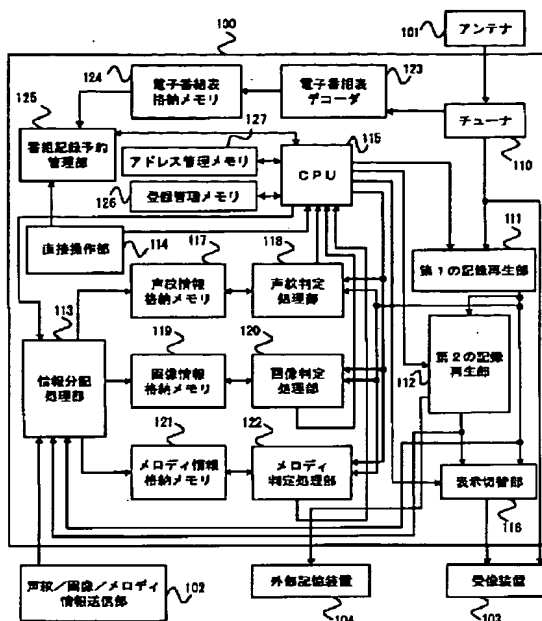 100
101
アンテナ
124
電子番組表
格納メモリ
123
電子番組表
デコーダ
125
チューナ
110
番組記録予約
管理部
127
アドレス管理メモリ
115
CPU
126
登録管理メモリ
111
第1の記録再生部
直接操作部
114
117
声紋情報
格納メモリ
118
声紋判定
処理部
113
情報分配
処理部
119
画像情報
格納メモリ
120
画像判定
処理部
112
第2の記録
再生部
121
メロディ情報
格納メモリ
122
メロディ
判定処理部
表示切替部
116
声紋/画像/メロディ
情報送信部
102
外部記憶装置
104
受像装置
103